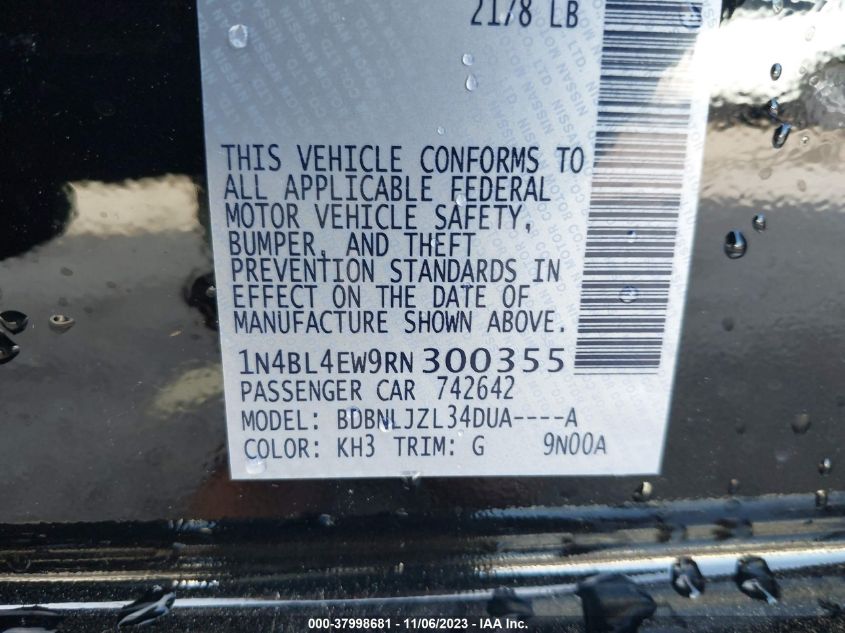 2178 LB
THIS VEHICLE CONFORMS TO
ALL APPLICABLE FEDERAL
MOTOR VEHICLE SAFETY,
BUMPER, AND THEFT
PREVENTION STANDARDS IN
EFFECT ON THE DATE OF
MANUFACTURE SHOWN ABOVE.
1N4BL4EW9RN300355
PASSENGER CAR 742642
MODEL: BDBNLJZL34DUA----A
COLOR: KH3 TRIM: G 9N00A
000-37998681 - 11/06/2023 - IAA Inc.